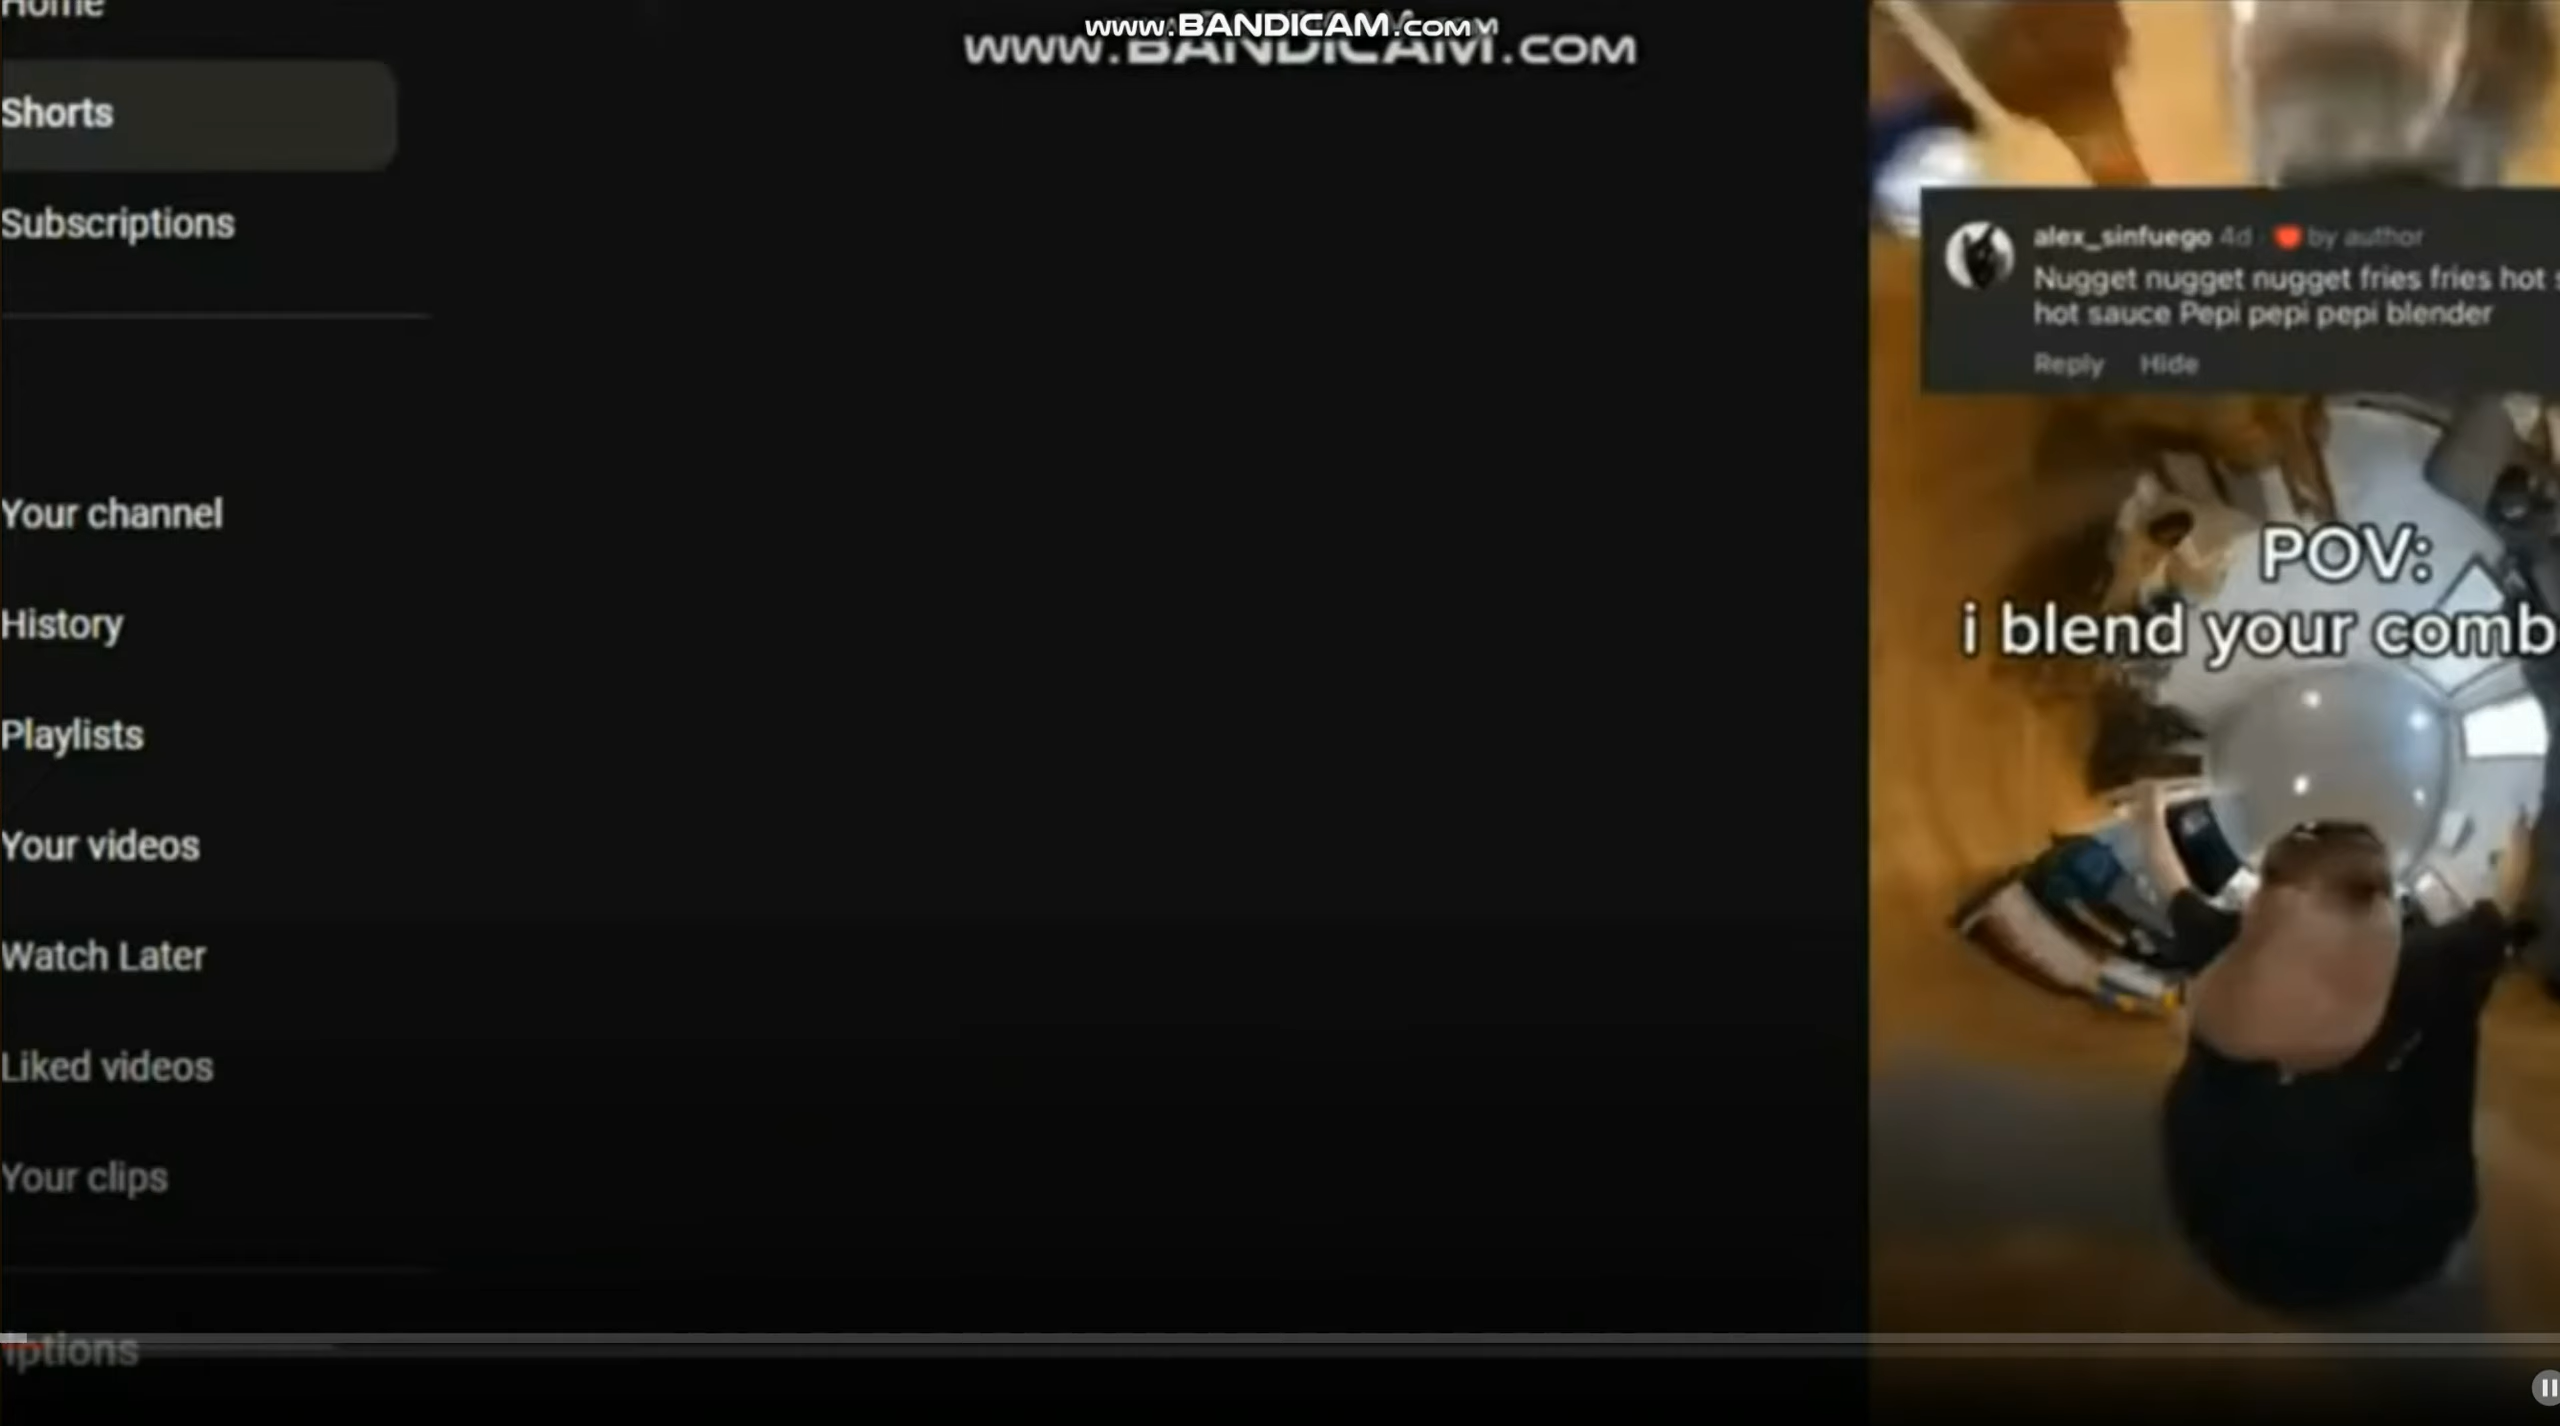 www.BANDICAM.com
www.BANDICAM.com
Home
Shorts
Subscriptions
Your channel
History
Playlists
Your videos
Watch Later
Liked videos
Your clips
iptions
alex_sinfuego 4d by author
Nugget nugget nugget fries fries hot
hot sauce Pepi pepi pepi blender
Reply Hide
POV:
i blend your comb